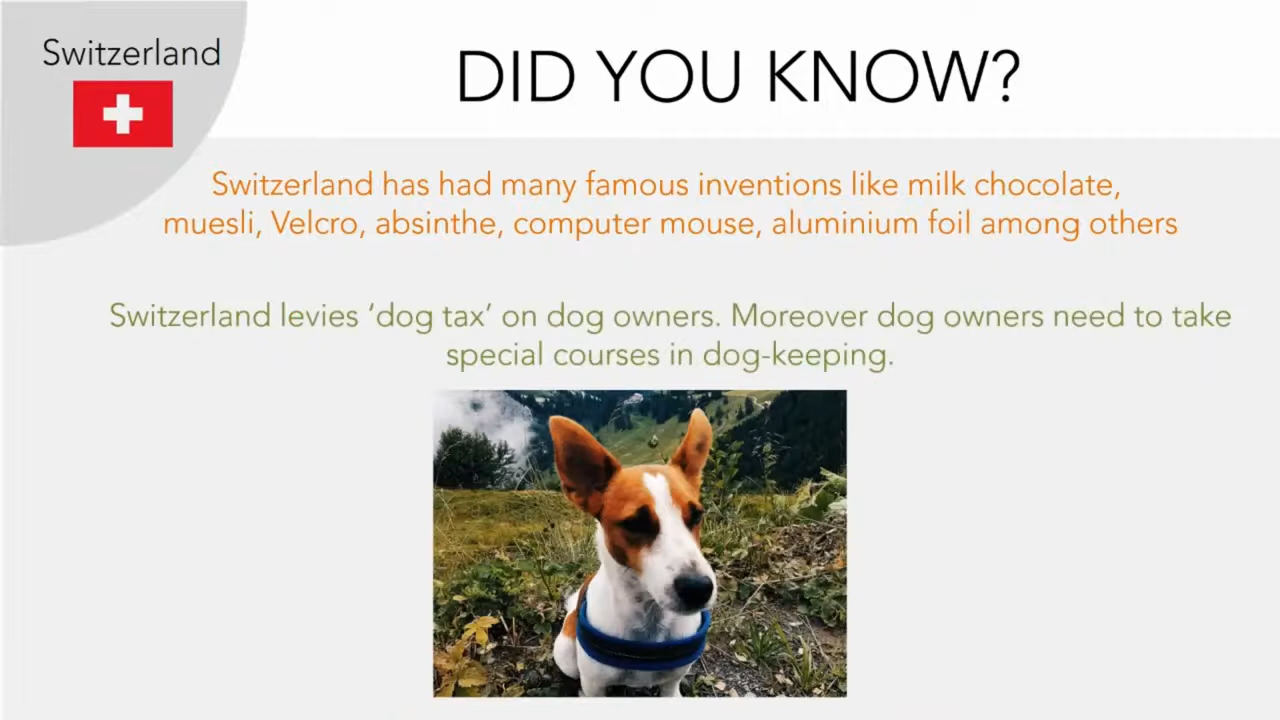 Switzerland
DID YOU KNOW?
Switzerland has had many famous inventions like milk chocolate,
muesli, Velcro, absinthe, computer mouse, aluminium foil among others
Switzerland levies ‘dog tax’ on dog owners. Moreover dog owners need to take
special courses in dog-keeping.